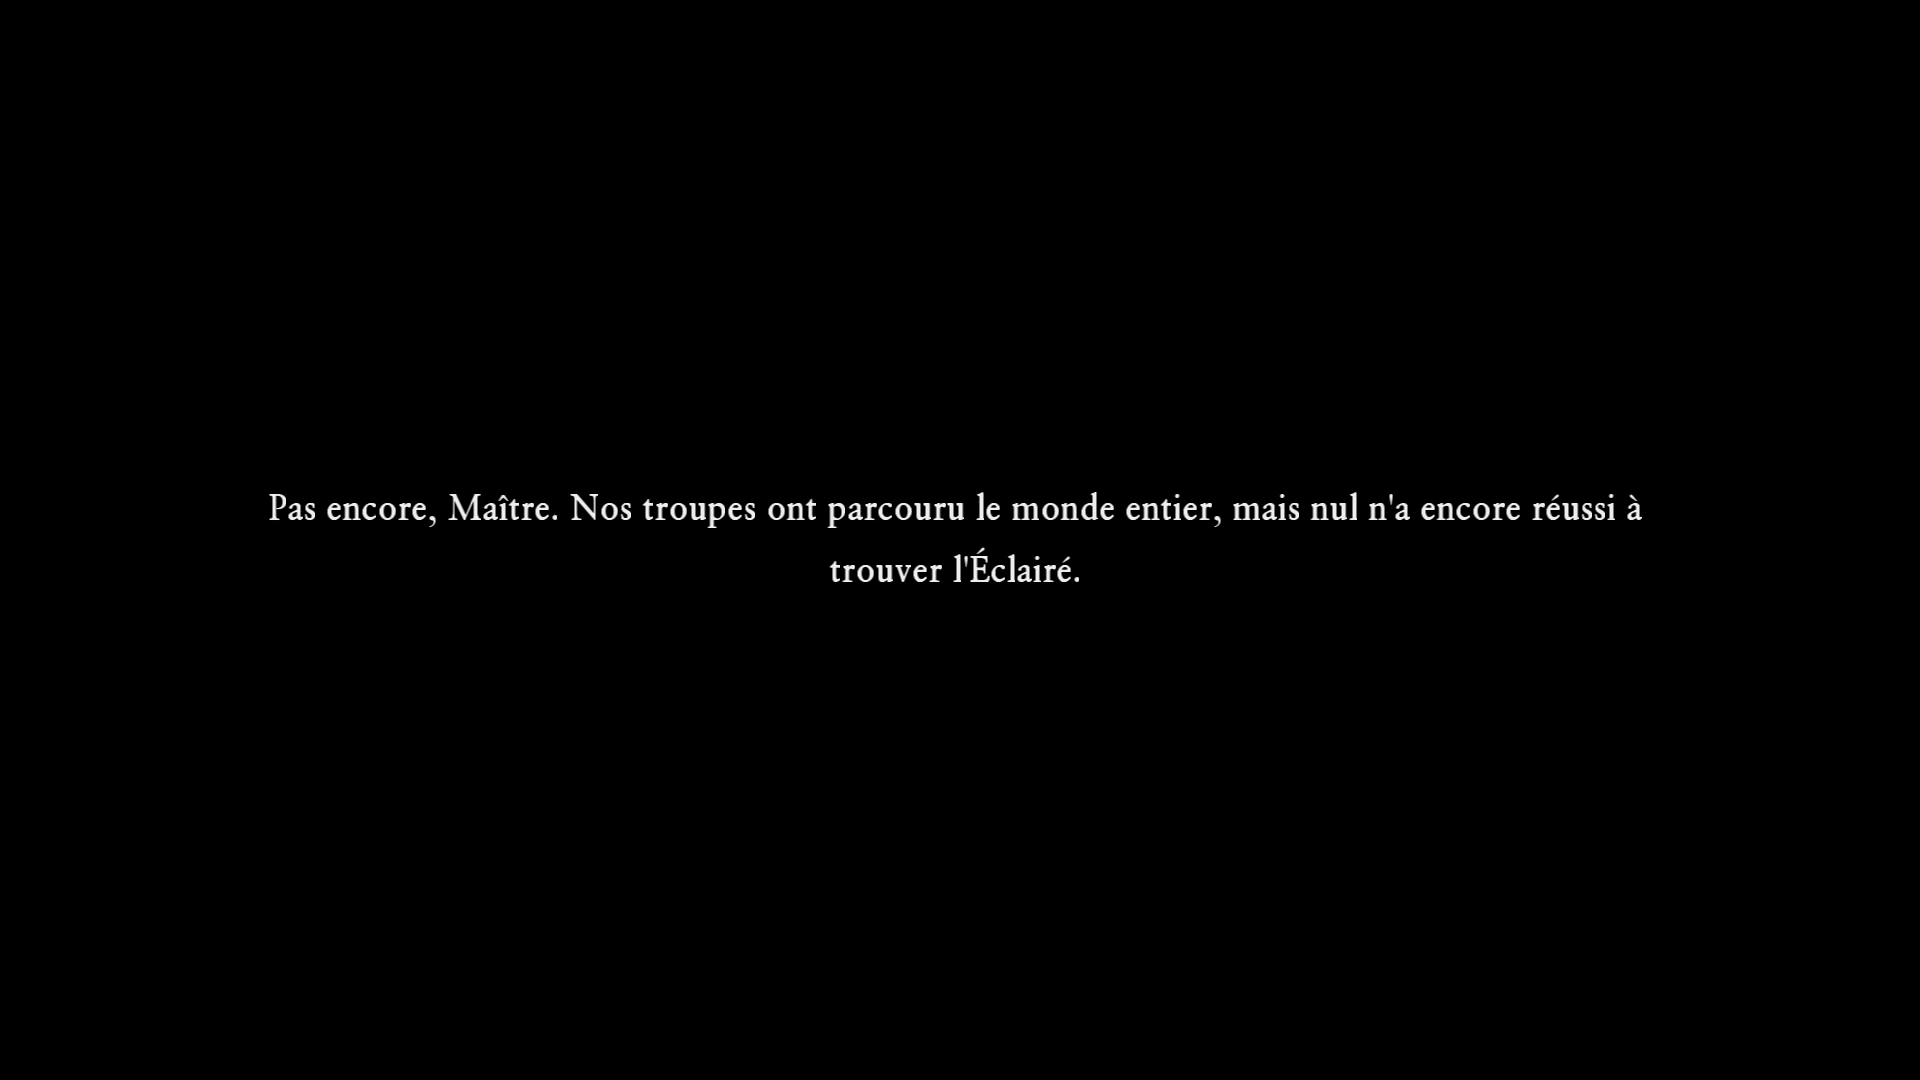 Pas encore, Maître. Nos troupes ont parcouru le monde entier, mais nul n'a encore réussi à
trouver l'Éclairé.